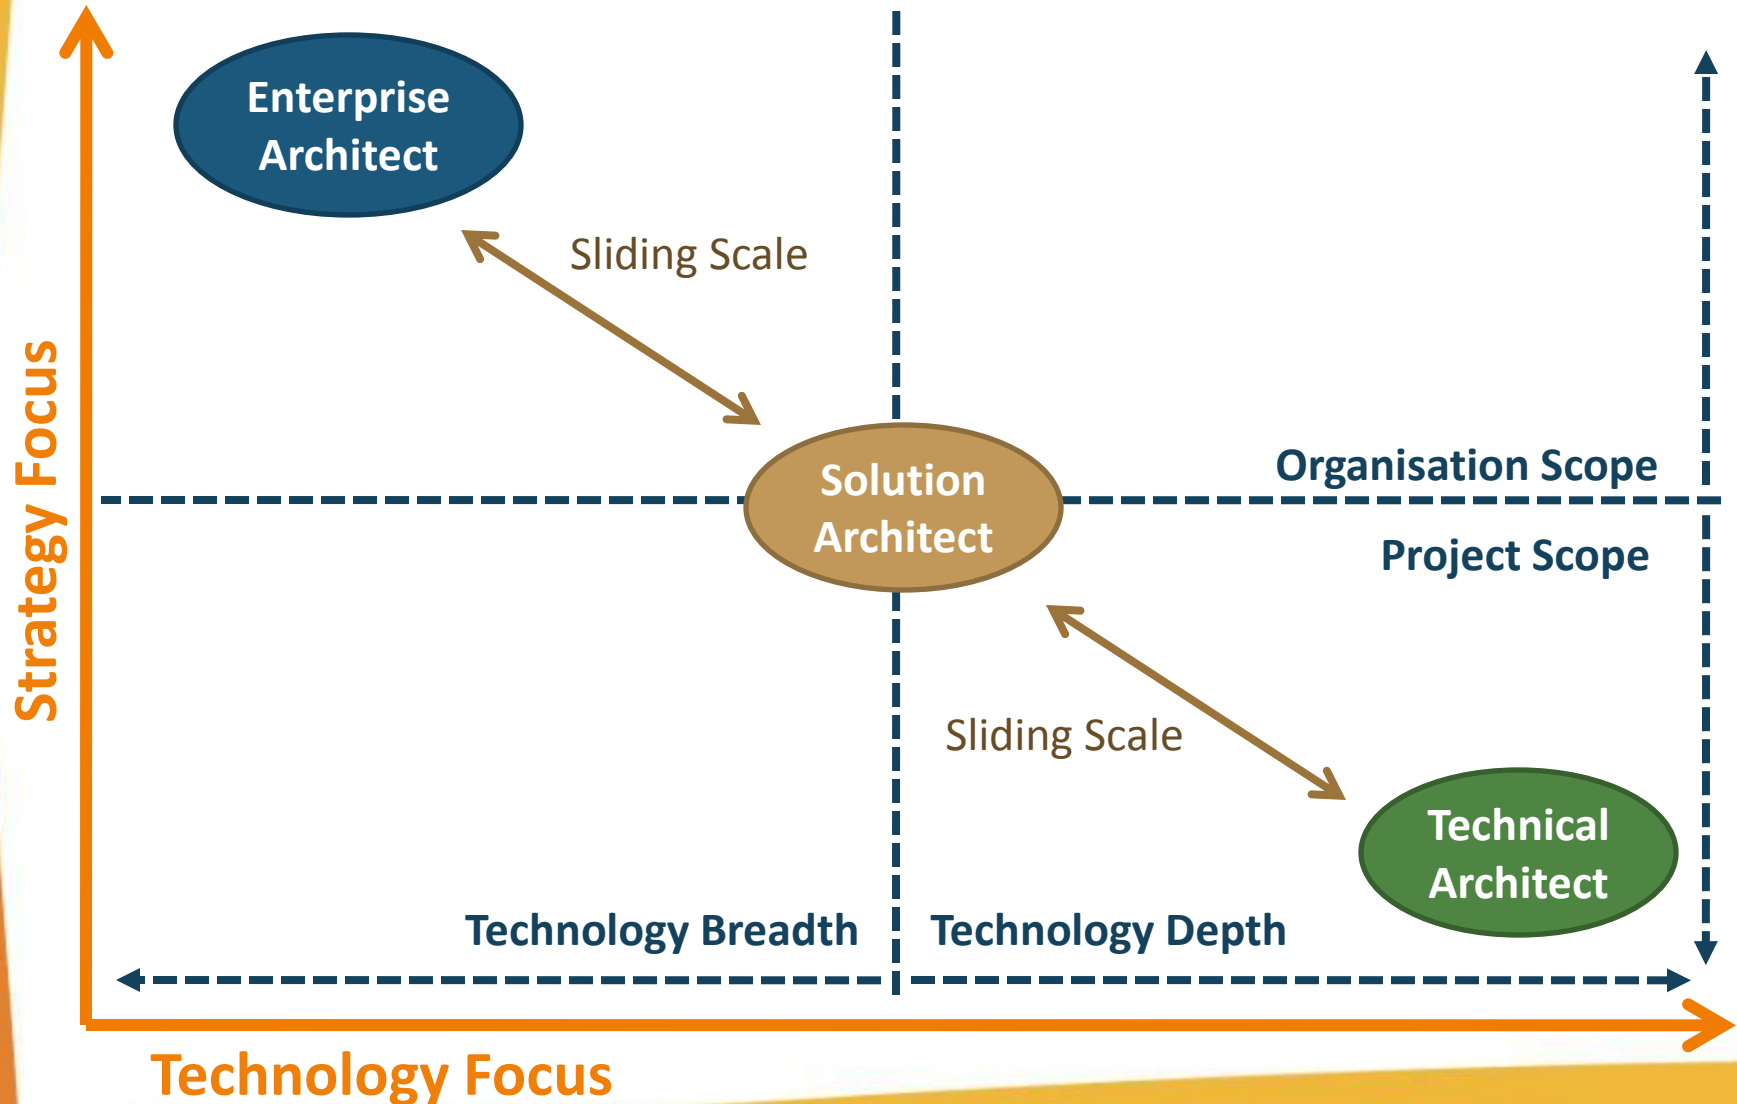 Enterprise
Architect
Sliding Scale
Strategy Focus
Organisation Scope
Solution
Architect
Project Scope
Sliding Scale
Technical
Architect
Technology Breadth
Technology Depth
Technology Focus